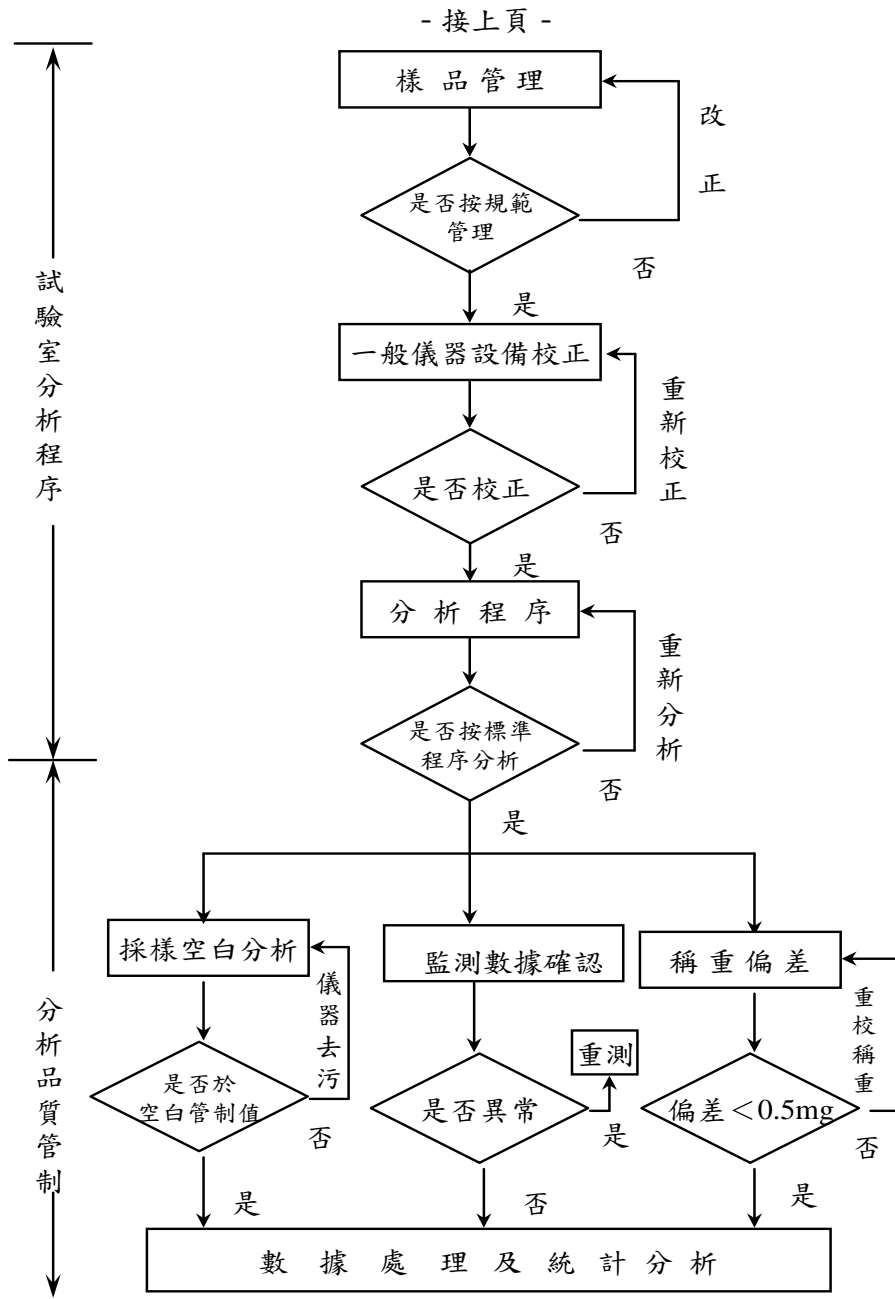 - 接上頁 -
樣品管理
改正
是否按規範
管理
否
是
試驗室分析程序
一般儀器設備校正
重新校正
是否校正
否
是
分析程序
重新分析
是否按標準
程序分析
否
是
採樣空白分析
監測數據確認
稱重偏差
儀器去污
重校稱重
分析品質管制
重測
是否於
空白管制值
是否異常
偏差＜0.5mg
否
是
否
是
否
是
數據處理及統計分析